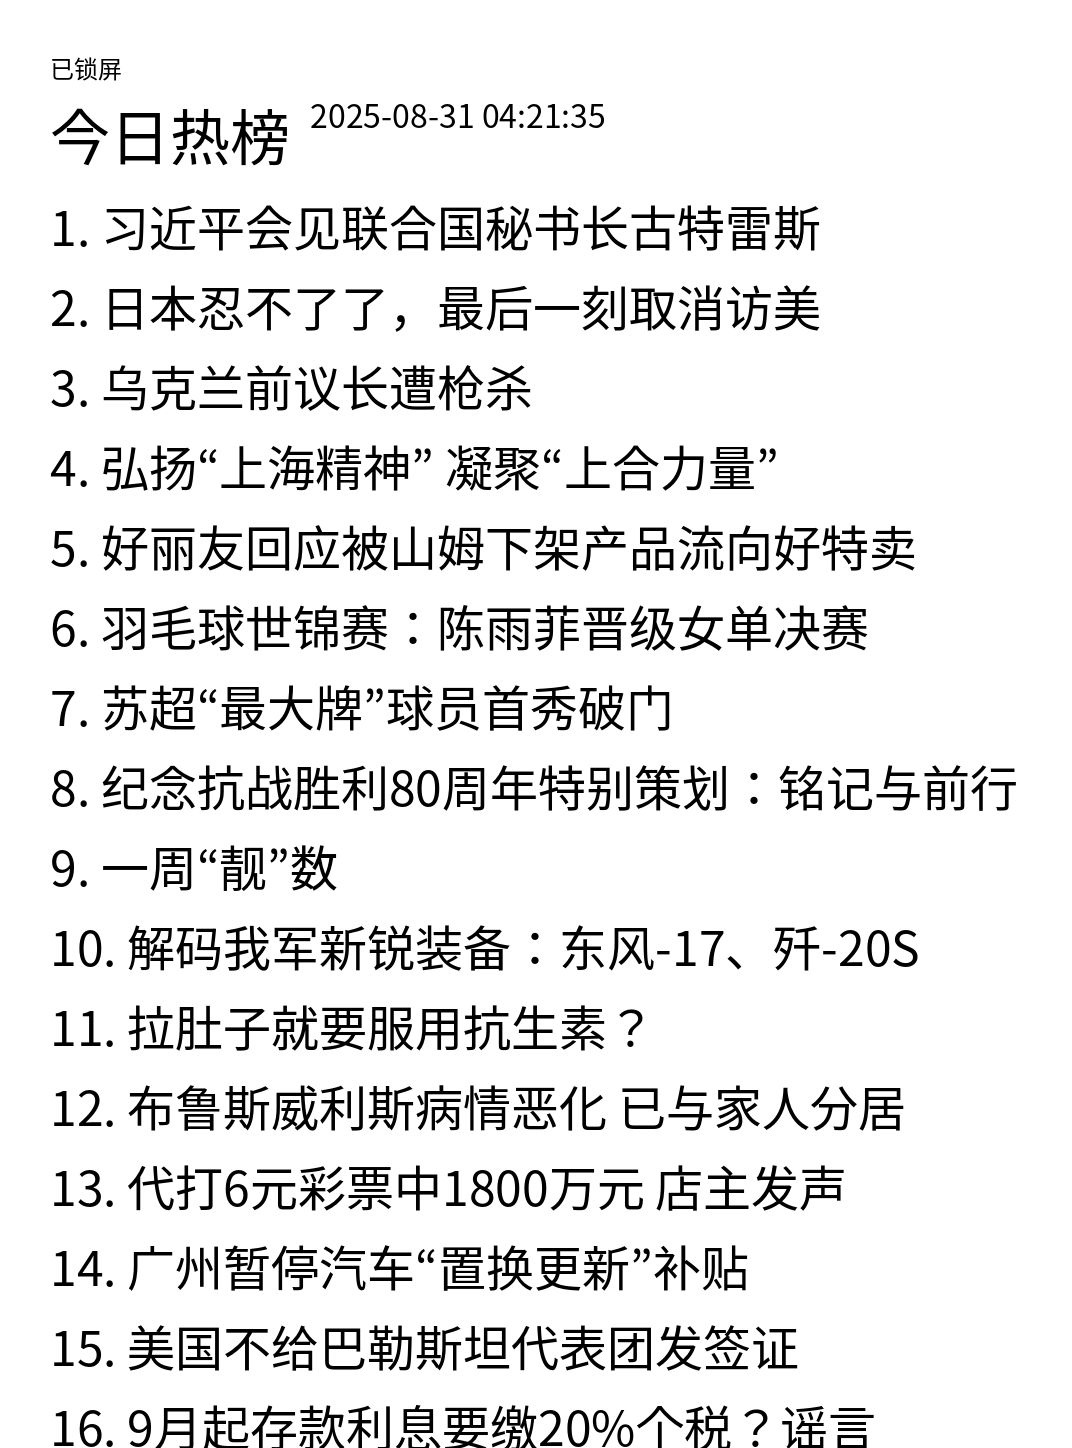 已锁屏
今日热榜 2025-08-31 04:21:35
1. 习近平会见联合国秘书长古特雷斯
2. 日本忍不了了，最后一刻取消访美
3. 乌克兰前议长遭枪杀
4. 弘扬“上海精神” 凝聚“上合力量”
5. 好丽友回应被山姆下架产品流向好特卖
6. 羽毛球世锦赛：陈雨菲晋级女单决赛
7. 苏超“最大牌”球员首秀破门
8. 纪念抗战胜利80周年特别策划：铭记与前行
9. 一周“靓”数
10. 解码我军新锐装备：东风-17、歼-20S
11. 拉肚子就要服用抗生素？
12. 布鲁斯威利斯病情恶化 已与家人分居
13. 代打6元彩票中1800万元 店主发声
14. 广州暂停汽车“置换更新”补贴
15. 美国不给巴勒斯坦代表团发签证
16. 9月起存款利息要缴20%个税？谣言